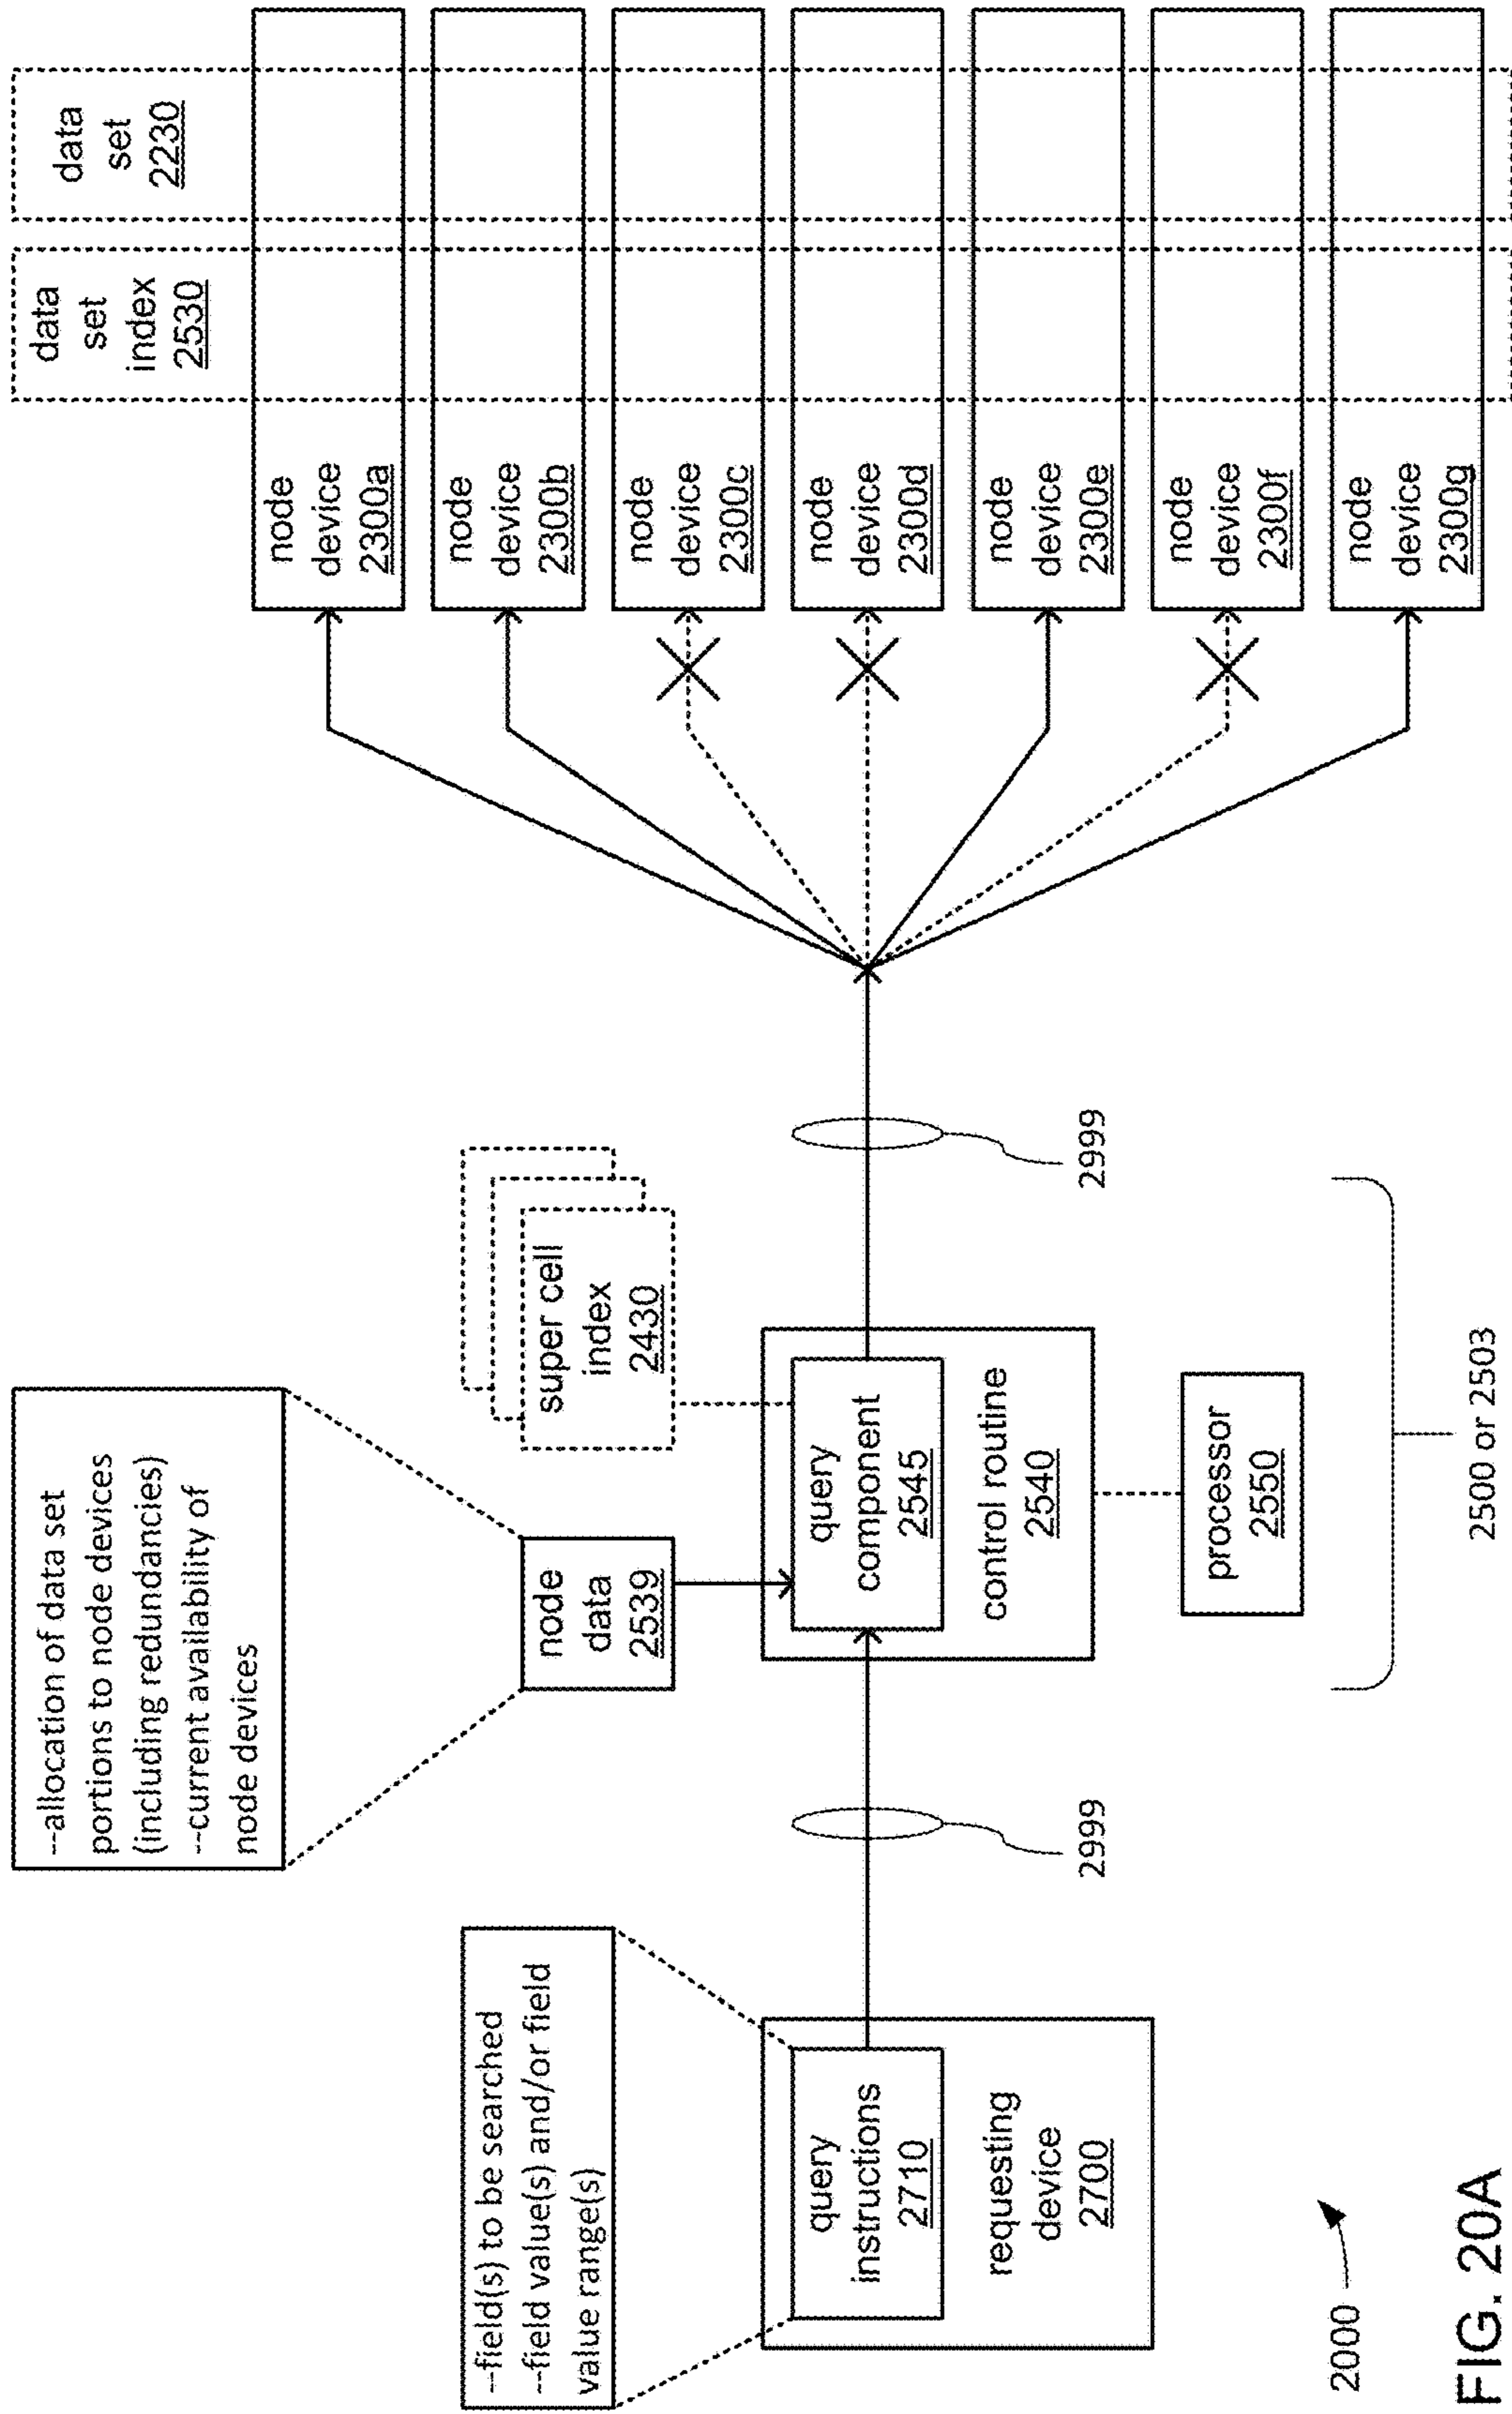 --field(s) to be searched
--field value(s) and/or field
value range(s)
query
instructions
2710
requesting
device
2700
2000
2999
--allocation of data set
portions to node devices
(including redundancies)
--current availability of
node devices
node
data
2539
super cell
index
2430
query
component
2545
control routine
2540
processor
2550
2500 or 2503
2999
data
set
index
2530
data
set
2230
node
device
2300a
node
device
2300b
node
device
2300c
node
device
2300d
node
device
2300e
node
device
2300f
node
device
2300g
FIG. 20A